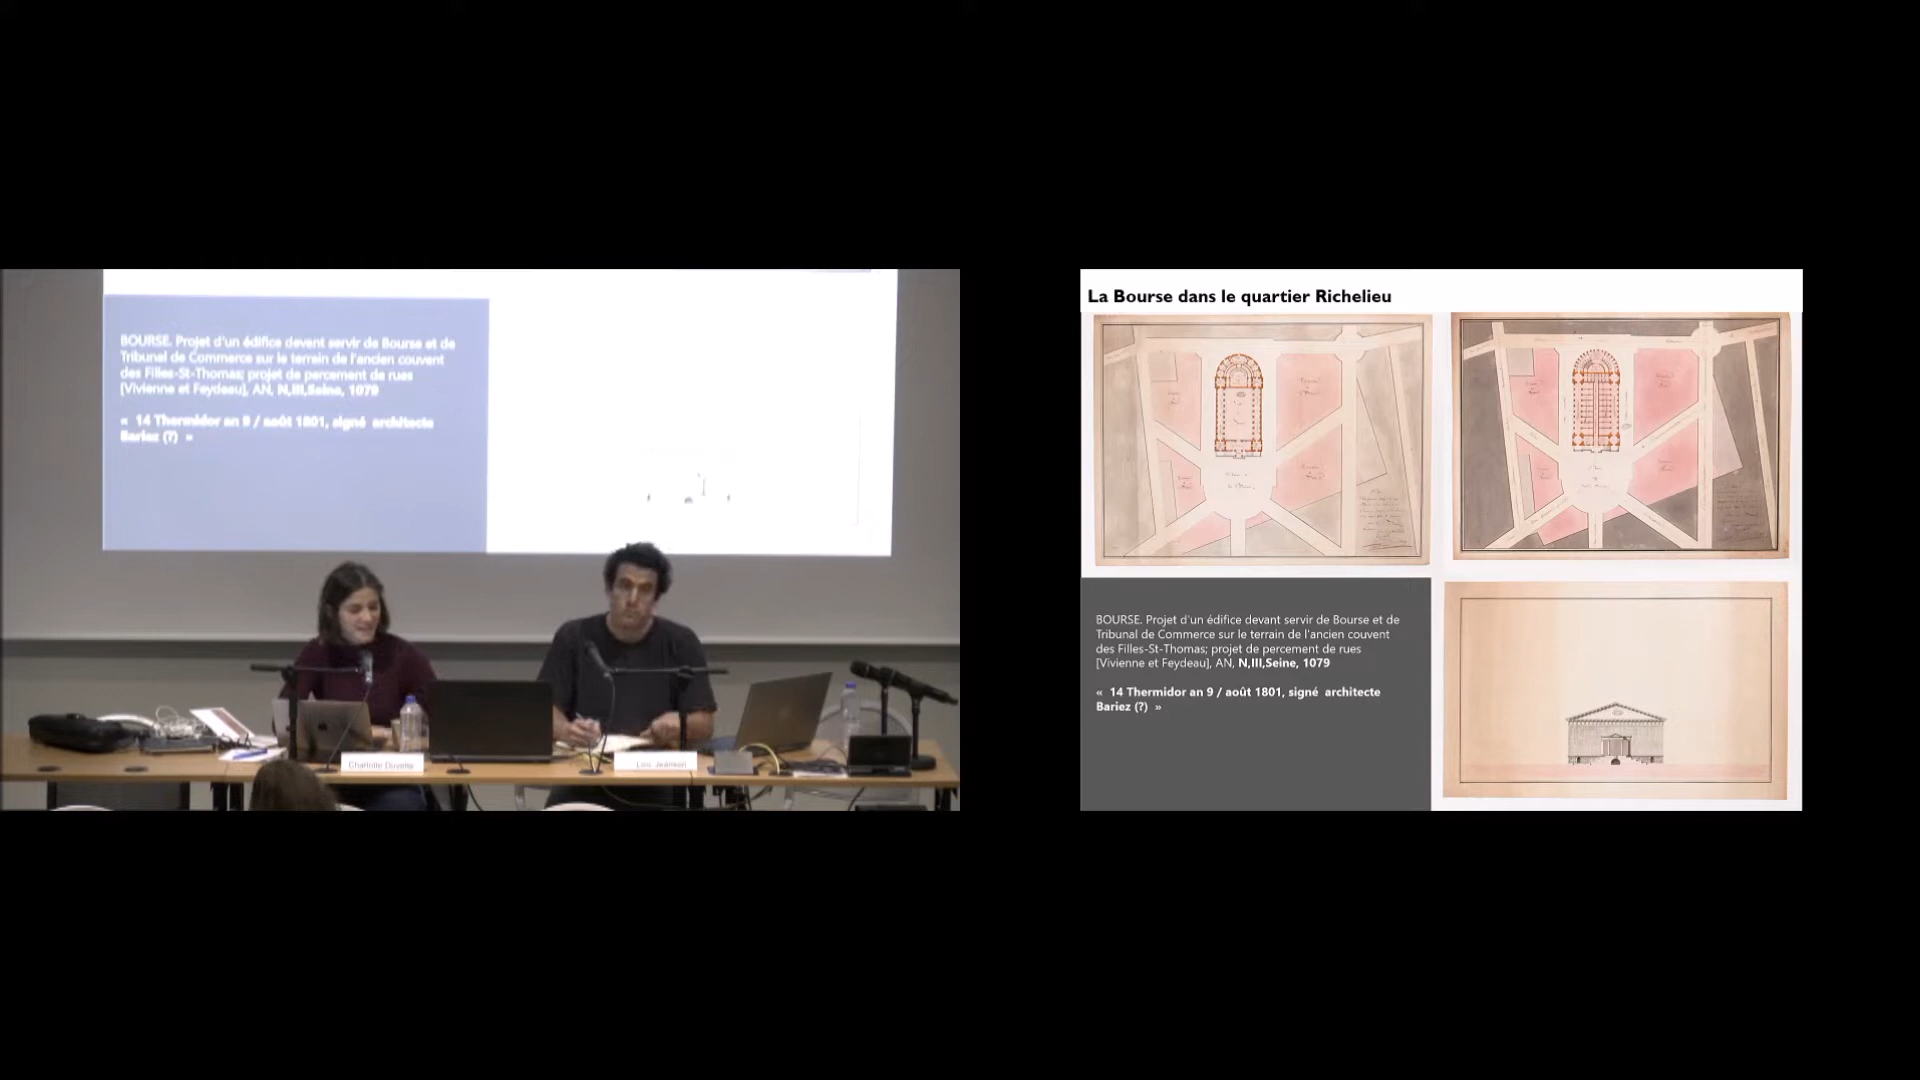 BOURSE. Projet d'un édifice devant servir de Bourse et de
Tribunal de Commerce sur le terrain de l'ancien couvent
des Filles-St-Thomas; projet de percement de rues
[Vivienne et Feydeau], AN, N,III,Seine, 1079
« 14 Thermidor an 9 / août 1801, signé architecte
Bariez (?) »
Charlotte Duvette
La Bourse dans le quartier Richelieu
BOURSE. Projet d'un édifice devant servir de Bourse et de
Tribunal de Commerce sur le terrain de l'ancien couvent
des Filles-St-Thomas; projet de percement de rues
[Vivienne et Feydeau], AN, N,III,Seine, 1079
« 14 Thermidor an 9 / août 1801, signé architecte
Bariez (?) »